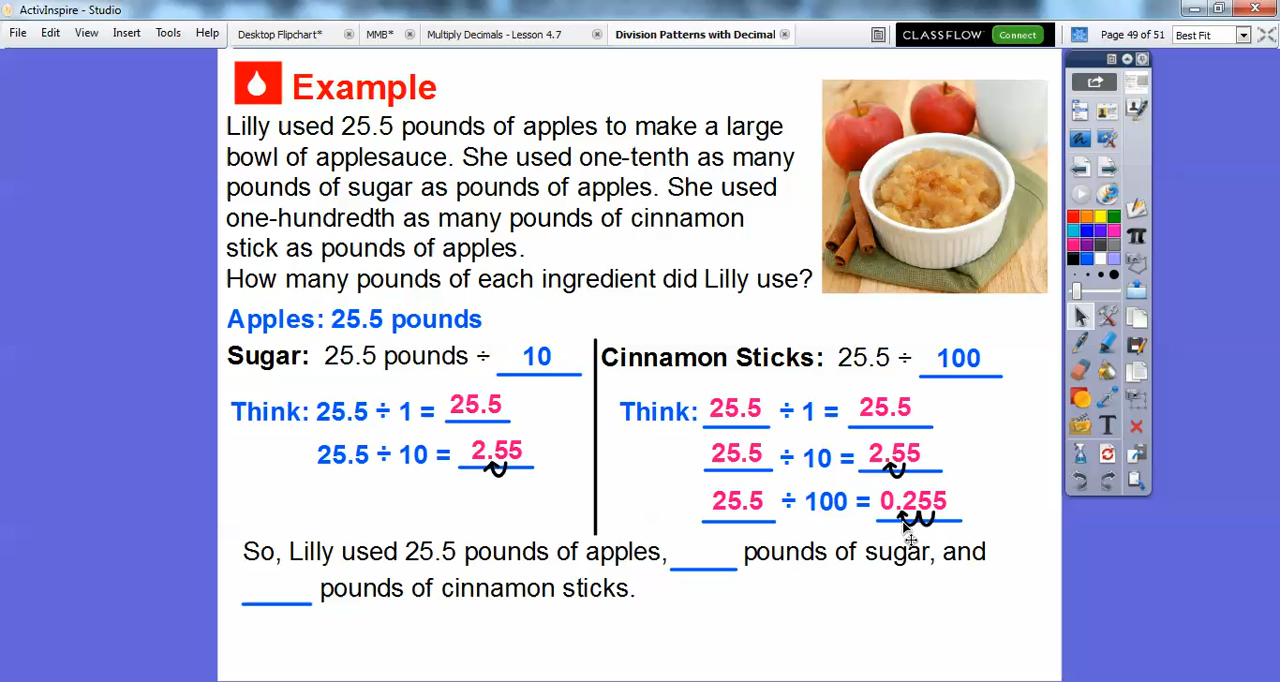 ActivInspire - Studio
File Edit View Insert Tools Help Desktop Flipchart* MMB* Multiply Decimals - Lesson 4.7 Division Patterns with Decimal CLASSFLOW Connect Page 49 of 51 Best Fit
Example
Lilly used 25.5 pounds of apples to make a large
bowl of applesauce. She used one-tenth as many
pounds of sugar as pounds of apples. She used
one-hundredth as many pounds of cinnamon
stick as pounds of apples.
How many pounds of each ingredient did Lilly use?
Apples: 25.5 pounds
Sugar: 25.5 pounds ÷ 10
Think: 25.5 ÷ 1 = 25.5
25.5 ÷ 10 = 2.55
Cinnamon Sticks: 25.5 ÷ 100
Think: 25.5 ÷ 1 = 25.5
25.5 ÷ 10 = 2.55
25.5 ÷ 100 = 0.255
So, Lilly used 25.5 pounds of apples, ____ pounds of sugar, and
____ pounds of cinnamon sticks.